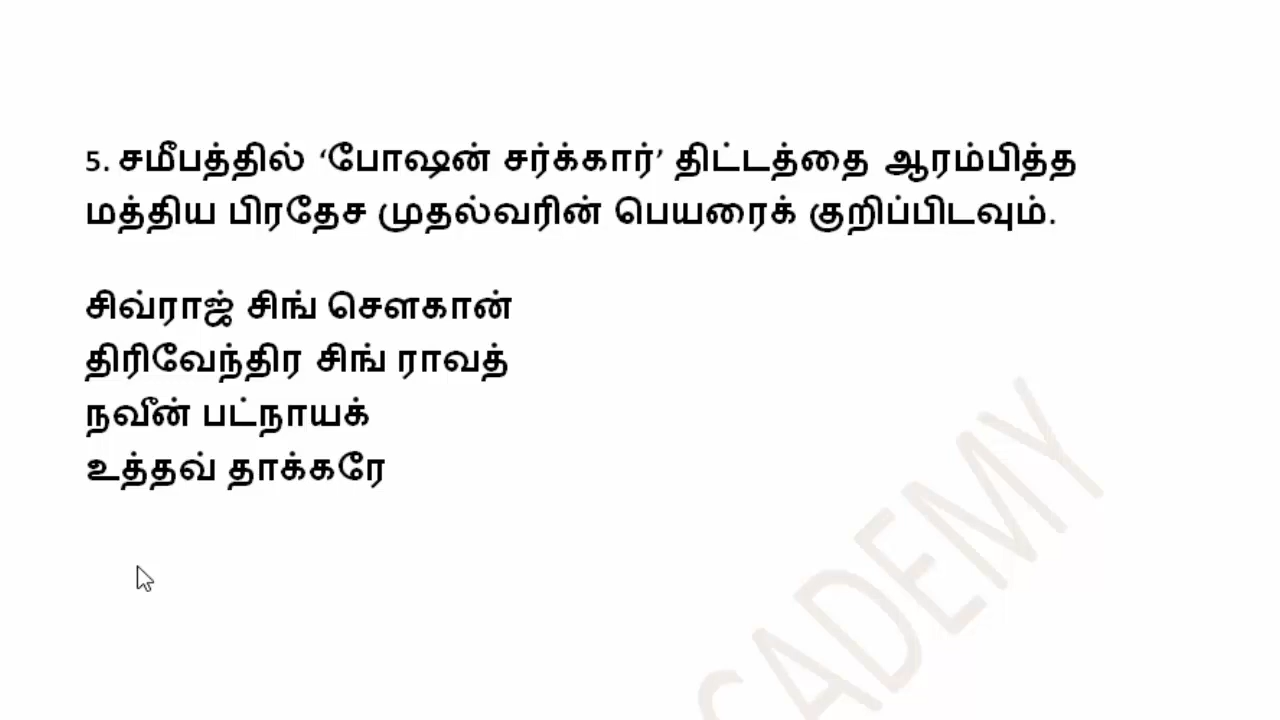 5. சமீபத்தில் ‘போஷன் சர்க்கார்’ திட்டத்தை ஆரம்பித்த
மத்திய பிரதேச முதல்வரின் பெயரைக் குறிப்பிடவும்.
சிவ்ராஜ் சிங் சௌகான்
திரிவேந்திர சிங் ராவத்
நவீன் பட்நாயக்
உத்தவ் தாக்கரே
CADEMY